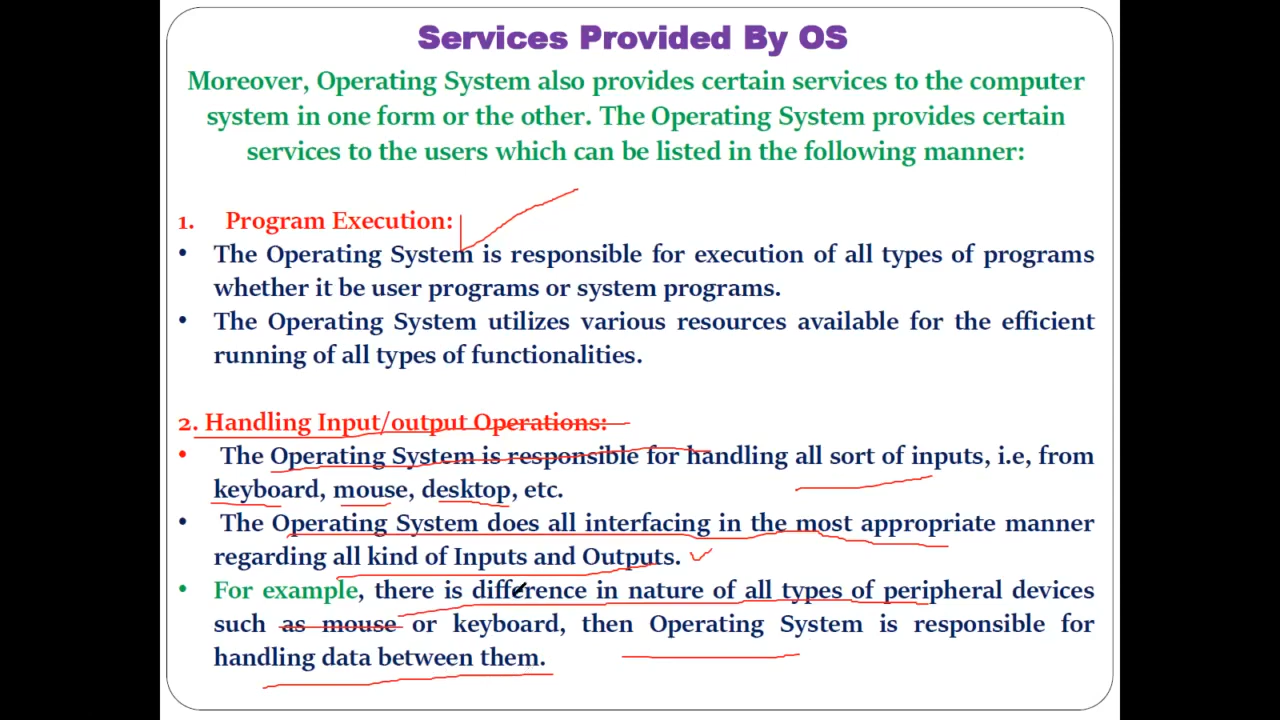 Services Provided By OS
Moreover, Operating System also provides certain services to the computer
system in one form or the other. The Operating System provides certain
services to the users which can be listed in the following manner:
1. Program Execution:
• The Operating System is responsible for execution of all types of programs
whether it be user programs or system programs.
• The Operating System utilizes various resources available for the efficient
running of all types of functionalities.
2. Handling Input/output Operations:
• The Operating System is responsible for handling all sort of inputs, i.e, from
keyboard, mouse, desktop, etc.
• The Operating System does all interfacing in the most appropriate manner
regarding all kind of Inputs and Outputs.
• For example, there is difference in nature of all types of peripheral devices
such as mouse or keyboard, then Operating System is responsible for
handling data between them.